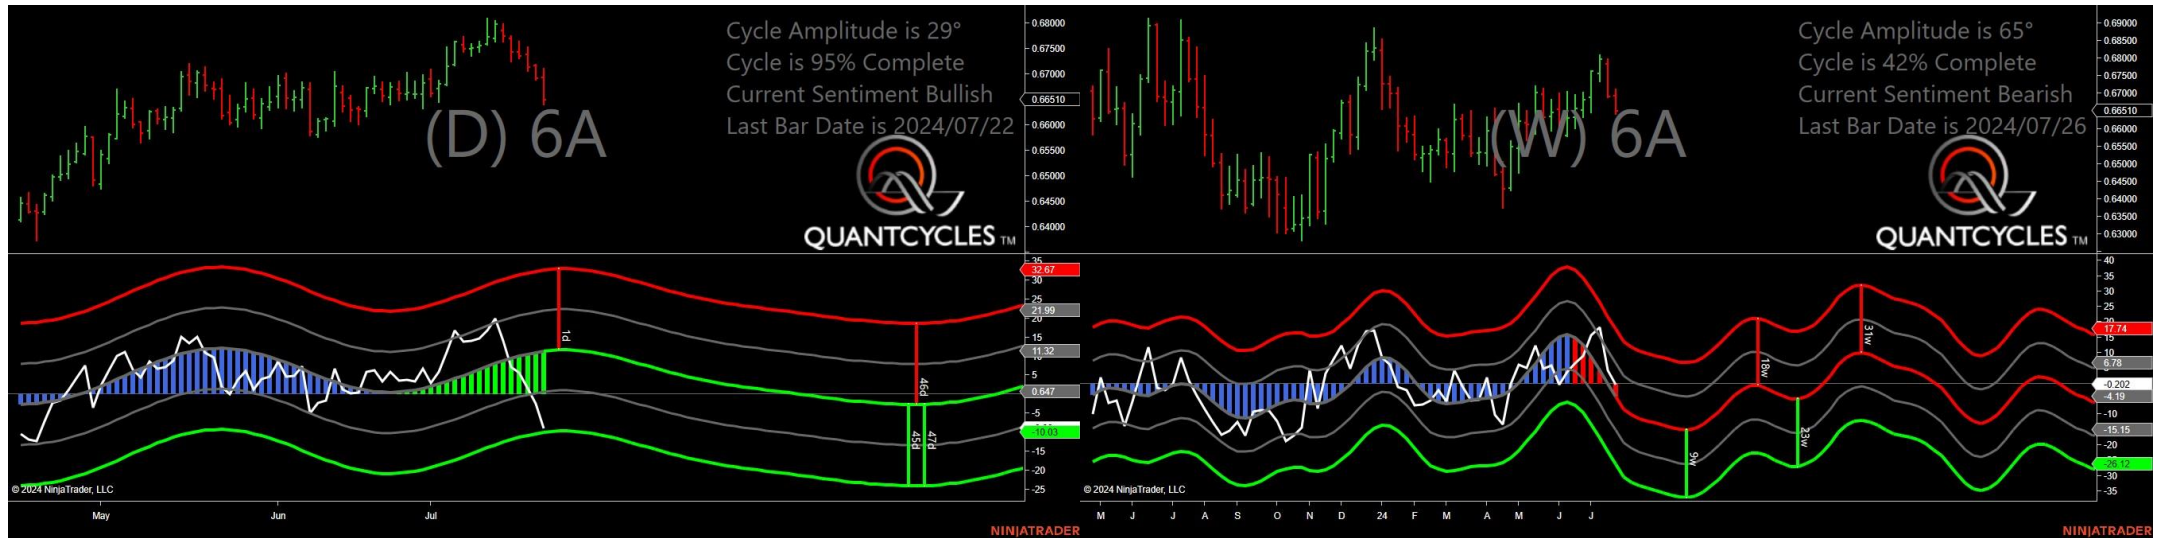 Cycle Amplitude is 29°
Cycle is 95% Complete
Current Sentiment Bullish
Last Bar Date is 2024/07/22
(D) 6A
QUANTCYCLES TM
0.68000
0.67500
0.67000
0.66510
0.66000
0.65500
0.65000
0.64500
0.64000
35
32.67
30
25
21.99
20
15
11.32
10
5
0.647
-5
-10.03
-15
-20
-25
1d
46d
45d
47d
© 2024 NinjaTrader, LLC
May
Jun
Jul
NINJATRADER
Cycle Amplitude is 65°
Cycle is 42% Complete
Current Sentiment Bearish
Last Bar Date is 2024/07/26
(W) 6A
QUANTCYCLES TM
0.69000
0.68500
0.68000
0.67500
0.67000
0.66510
0.66000
0.65500
0.65000
0.64500
0.64000
0.63500
0.63000
40
35
30
25
20
17.74
15
10
6.78
-0.202
-4.19
-10
-15.15
-20
-26.12
-30
-35
9w
18w
23w
31w
© 2024 NinjaTrader, LLC
M
J
J
A
S
O
N
D
24
F
M
A
M
J
J
NINJATRADER